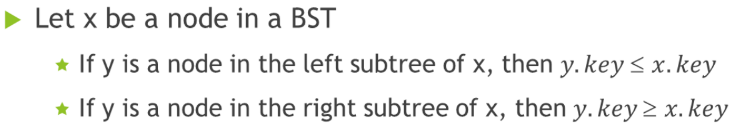 Let x be a node in a BST
If y is a node in the left subtree of x, then y.key ≤ x.key
If y is a node in the right subtree of x, then y.key ≥ x.key